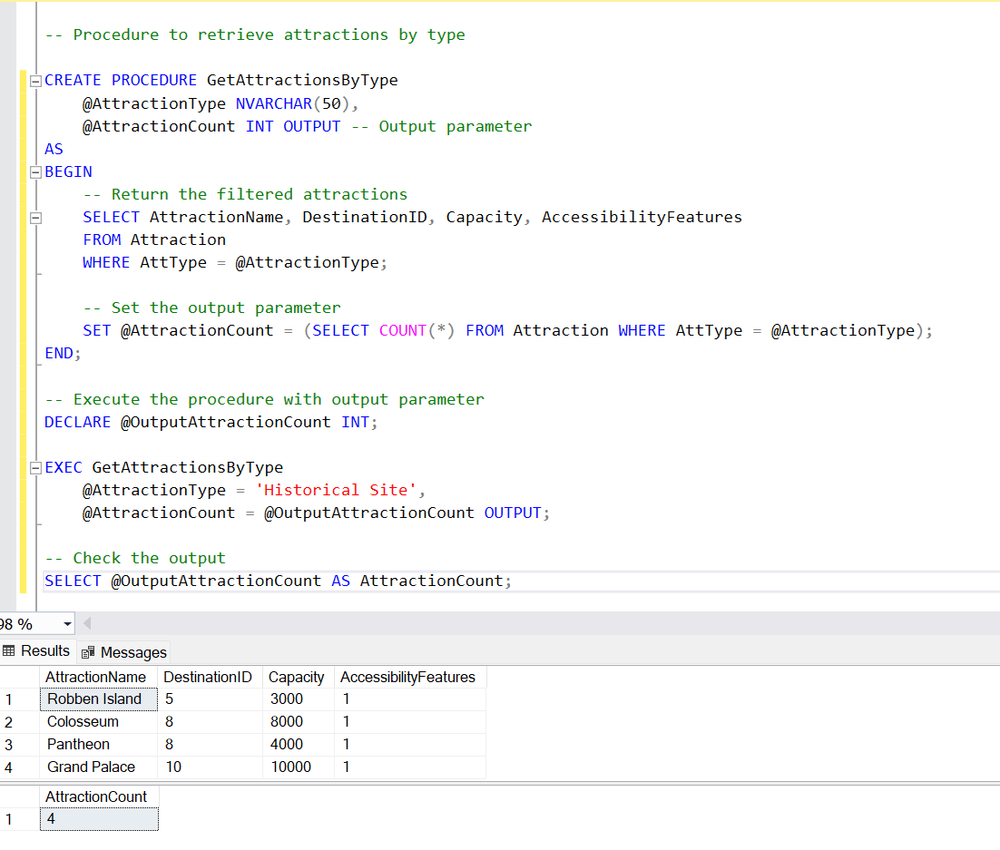 -- Procedure to retrieve attractions by type
CREATE PROCEDURE GetAttractionsByType
@AttractionType NVARCHAR(50),
@AttractionCount INT OUTPUT -- Output parameter
AS
BEGIN
-- Return the filtered attractions
SELECT AttractionName, DestinationID, Capacity, AccessibilityFeatures
FROM Attraction
WHERE AttType = @AttractionType;
-- Set the output parameter
SET @AttractionCount = (SELECT COUNT(*) FROM Attraction WHERE AttType = @AttractionType);
END;
-- Execute the procedure with output parameter
DECLARE @OutputAttractionCount INT;
EXEC GetAttractionsByType
@AttractionType = 'Historical Site',
@AttractionCount = @OutputAttractionCount OUTPUT;
-- Check the output
SELECT @OutputAttractionCount AS AttractionCount;
98 %
Results Messages
AttractionName DestinationID Capacity AccessibilityFeatures
1 Robben Island 5 3000 1
2 Colosseum 8 8000 1
3 Pantheon 8 4000 1
4 Grand Palace 10 10000 1
AttractionCount
1 4